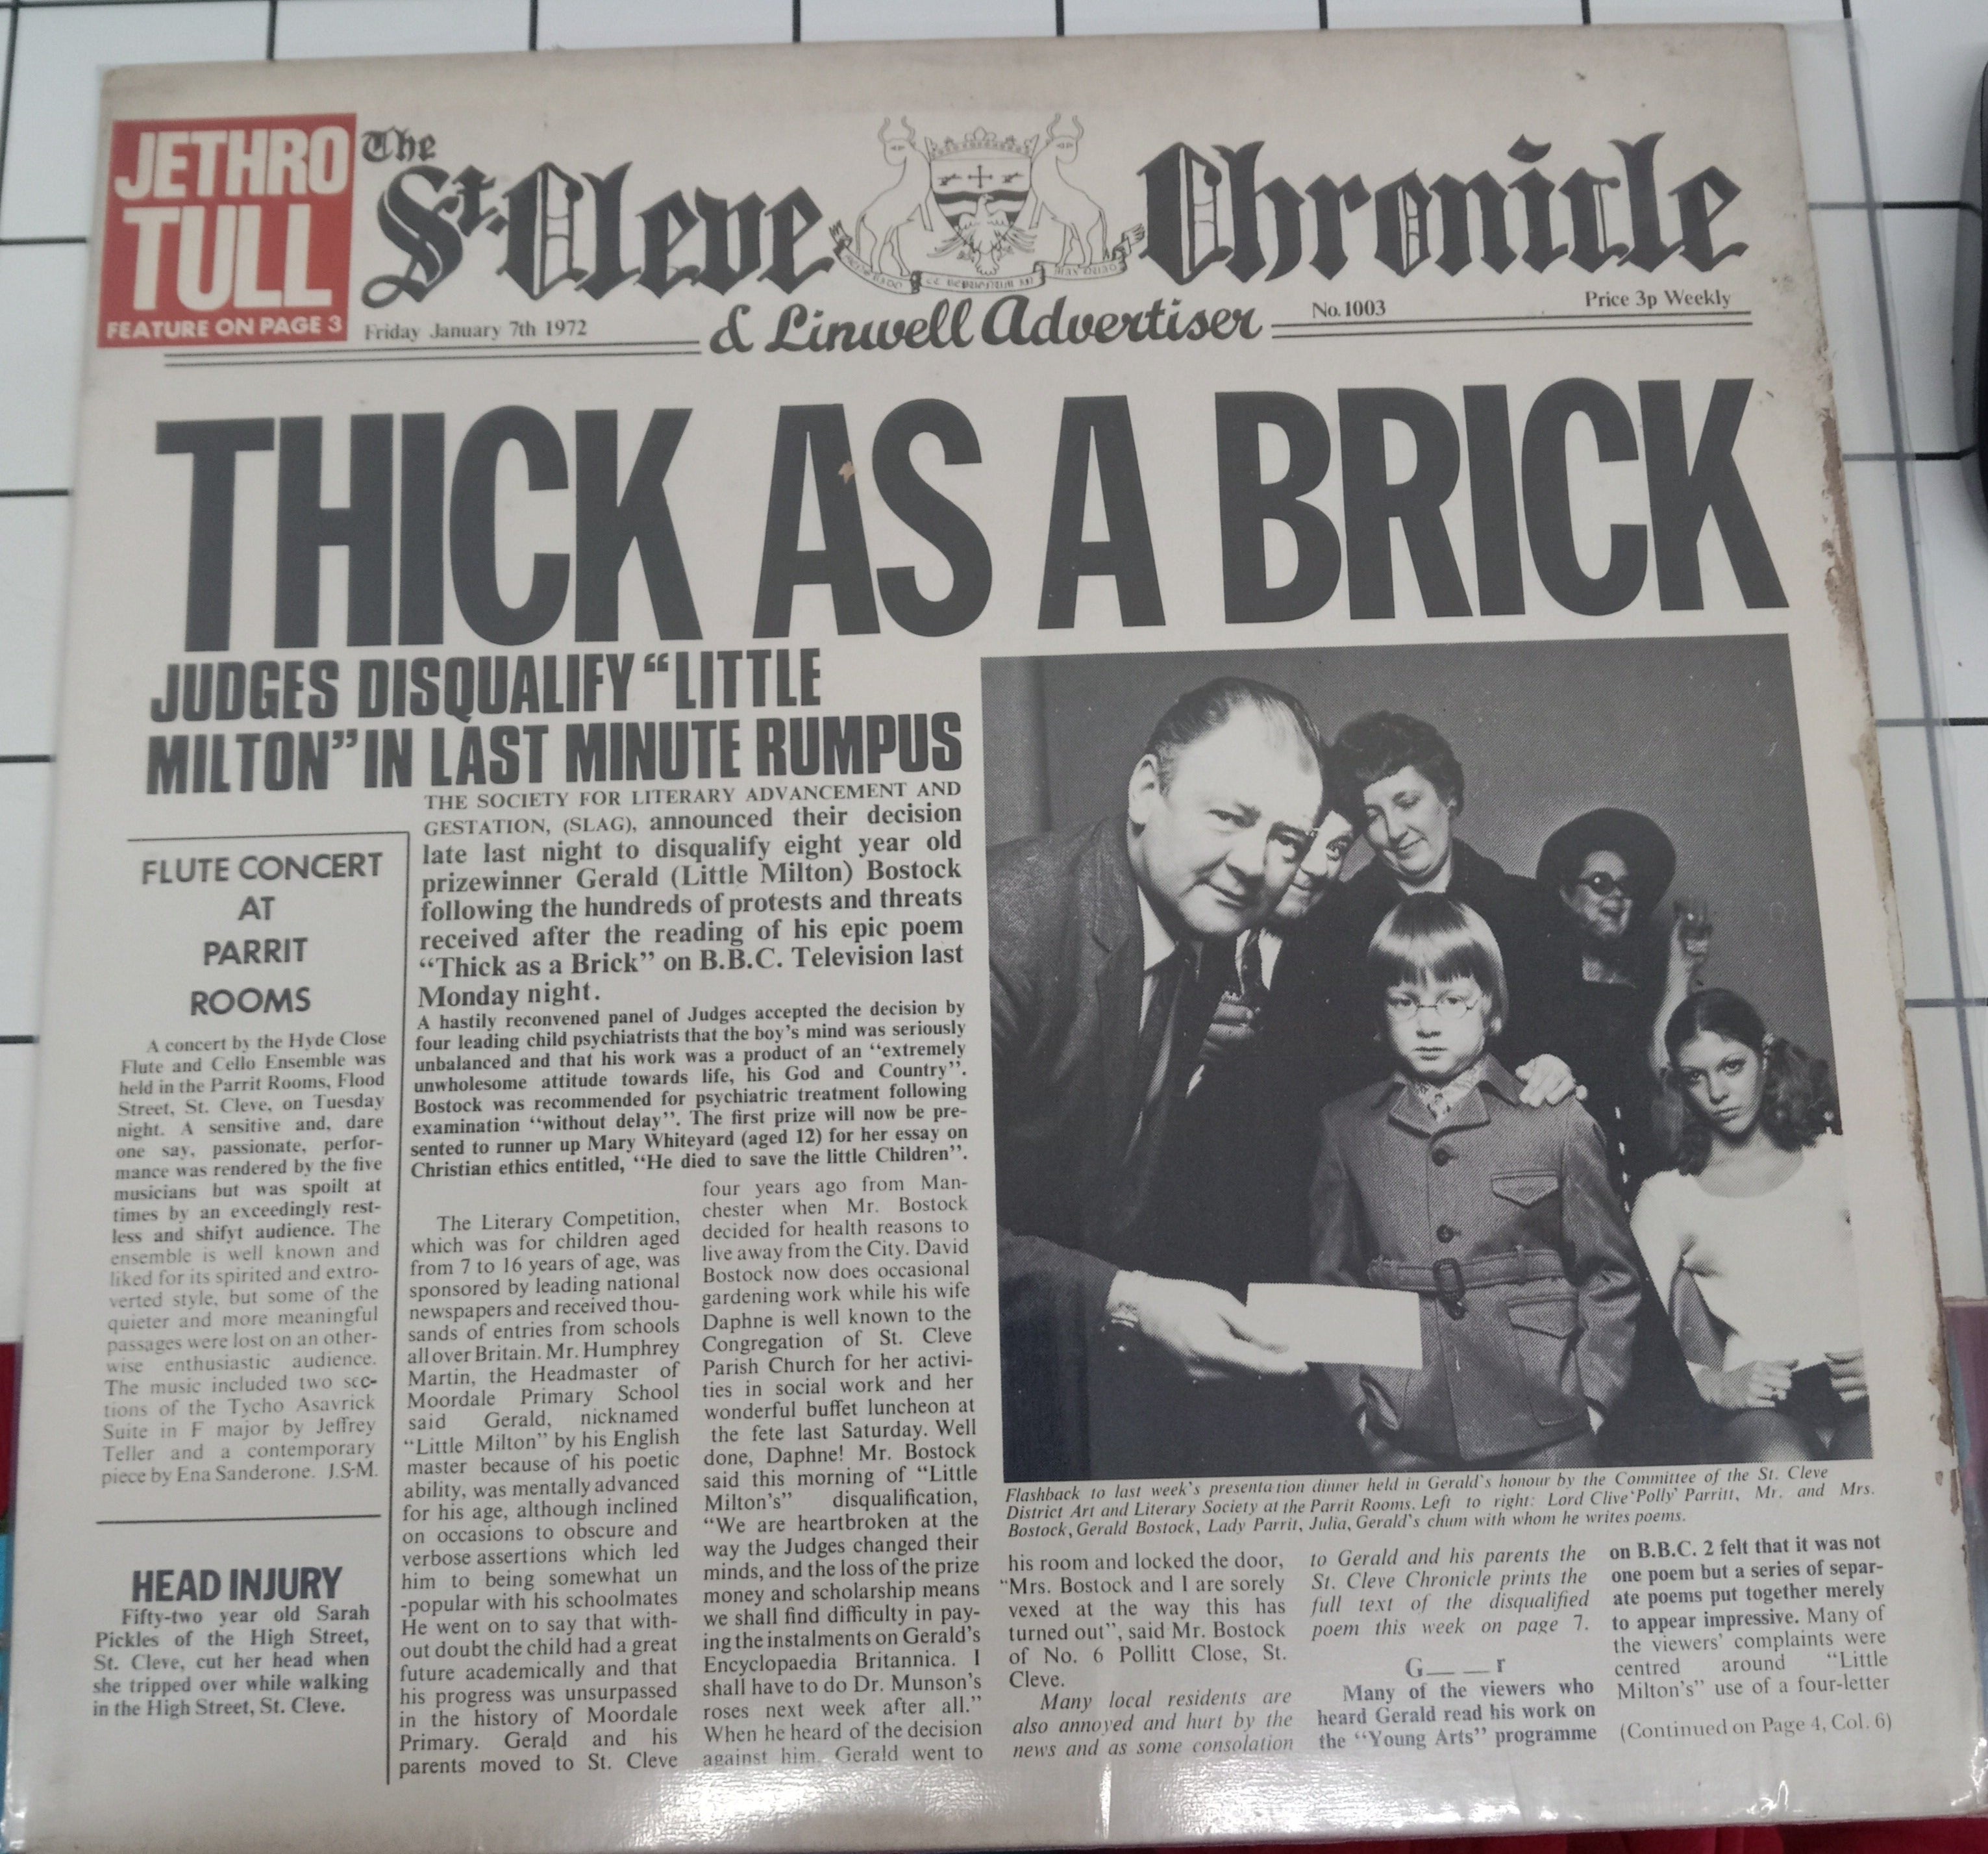 JETHRO
TULL
FEATURE ON PAGE 3
The
St. Cleve Chronicle
& Linwell Advertiser
Friday January 7th 1972
No. 1003
Price 3p Weekly
THICK AS A BRICK
JUDGES DISQUALIFY “LITTLE
MILTON” IN LAST MINUTE RUMPUS
FLUTE CONCERT
AT
PARRIT
ROOMS
A concert by the Hyde Close
Flute and Cello Ensemble was
held in the Parrit Rooms, Flood
Street, St. Cleve, on Tuesday
night. A sensitive and, dare
one say, passionate, perfor-
mance was rendered by the five
musicians but was spoilt at
times by an exceedingly rest-
less and shifyt audience. The
ensemble is well known and
liked for its spirited and extro-
verted style, but some of the
quieter and more meaningful
passages were lost on an other-
wise enthusiastic audience.
The music included two sec-
tions of the Tycho Asavrick
Suite in F major by Jeffrey
Teller and a contemporary
piece by Ena Sanderone. J.S-M.
HEAD INJURY
Fifty-two year old Sarah
Pickles of the High Street,
St. Cleve, cut her head when
she tripped over while walking
in the High Street, St. Cleve.
THE SOCIETY FOR LITERARY ADVANCEMENT AND
GESTATION, (SLAG), announced their decision
late last night to disqualify eight year old
prizewinner Gerald (Little Milton) Bostock
following the hundreds of protests and threats
received after the reading of his epic poem
“Thick as a Brick” on B.B.C. Television last
Monday night.
A hastily reconvened panel of Judges accepted the decision by
four leading child psychiatrists that the boy’s mind was seriously
unbalanced and that his work was a product of an “extremely
unwholesome attitude towards life, his God and Country”.
Bostock was recommended for psychiatric treatment following
examination “without delay”. The first prize will now be pre-
sented to runner up Mary Whiteyard (aged 12) for her essay on
Christian ethics entitled, “He died to save the little Children”.
The Literary Competition,
which was for children aged
from 7 to 16 years of age, was
sponsored by leading national
newspapers and received thou-
sands of entries from schools
all over Britain. Mr. Humphrey
Martin, the Headmaster of
Moordale Primary School
said Gerald, nicknamed
“Little Milton” by his English
master because of his poetic
ability, was mentally advanced
for his age, although inclined
on occasions to obscure and
verbose assertions which led
him to being somewhat un
-popular with his schoolmates
He went on to say that with-
out doubt the child had a great
future academically and that
his progress was unsurpassed
in the history of Moordale
Primary. Gerald and his
parents moved to St. Cleve
four years ago from Man-
chester when Mr. Bostock
decided for health reasons to
live away from the City. David
Bostock now does occasional
gardening work while his wife
Daphne is well known to the
Congregation of St. Cleve
Parish Church for her activi-
ties in social work and her
wonderful buffet luncheon at
the fete last Saturday. Well
done, Daphne! Mr. Bostock
said this morning of “Little
Milton’s” disqualification,
“We are heartbroken at the
way the Judges changed their
minds, and the loss of the prize
money and scholarship means
we shall find difficulty in pay-
ing the instalments on Gerald’s
Encyclopaedia Britannica. I
shall have to do Dr. Munson’s
roses next week after all.”
When he heard of the decision
against him, Gerald went to
Flashback to last week’s presentation dinner held in Gerald’s honour by the Committee of the St. Cleve
District Art and Literary Society at the Parrit Rooms. Left to right: Lord Clive ‘Polly’ Parritt, Mr. and Mrs.
Bostock, Gerald Bostock, Lady Parrit, Julia, Gerald’s chum with whom he writes poems.
his room and locked the door,
“Mrs. Bostock and I are sorely
vexed at the way this has
turned out”, said Mr. Bostock
of No. 6 Pollitt Close, St.
Cleve.
Many local residents are
also annoyed and hurt by the
news and as some consolation
to Gerald and his parents the
St. Cleve Chronicle prints the
full text of the disqualified
poem this week on page 7.
G_ _r
Many of the viewers who
heard Gerald read his work on
the “Young Arts” programme
on B.B.C. 2 felt that it was not
one poem but a series of separ-
ate poems put together merely
to appear impressive. Many of
the viewers’ complaints were
centred around “Little
Milton’s” use of a four-letter
(Continued on Page 4, Col. 6)